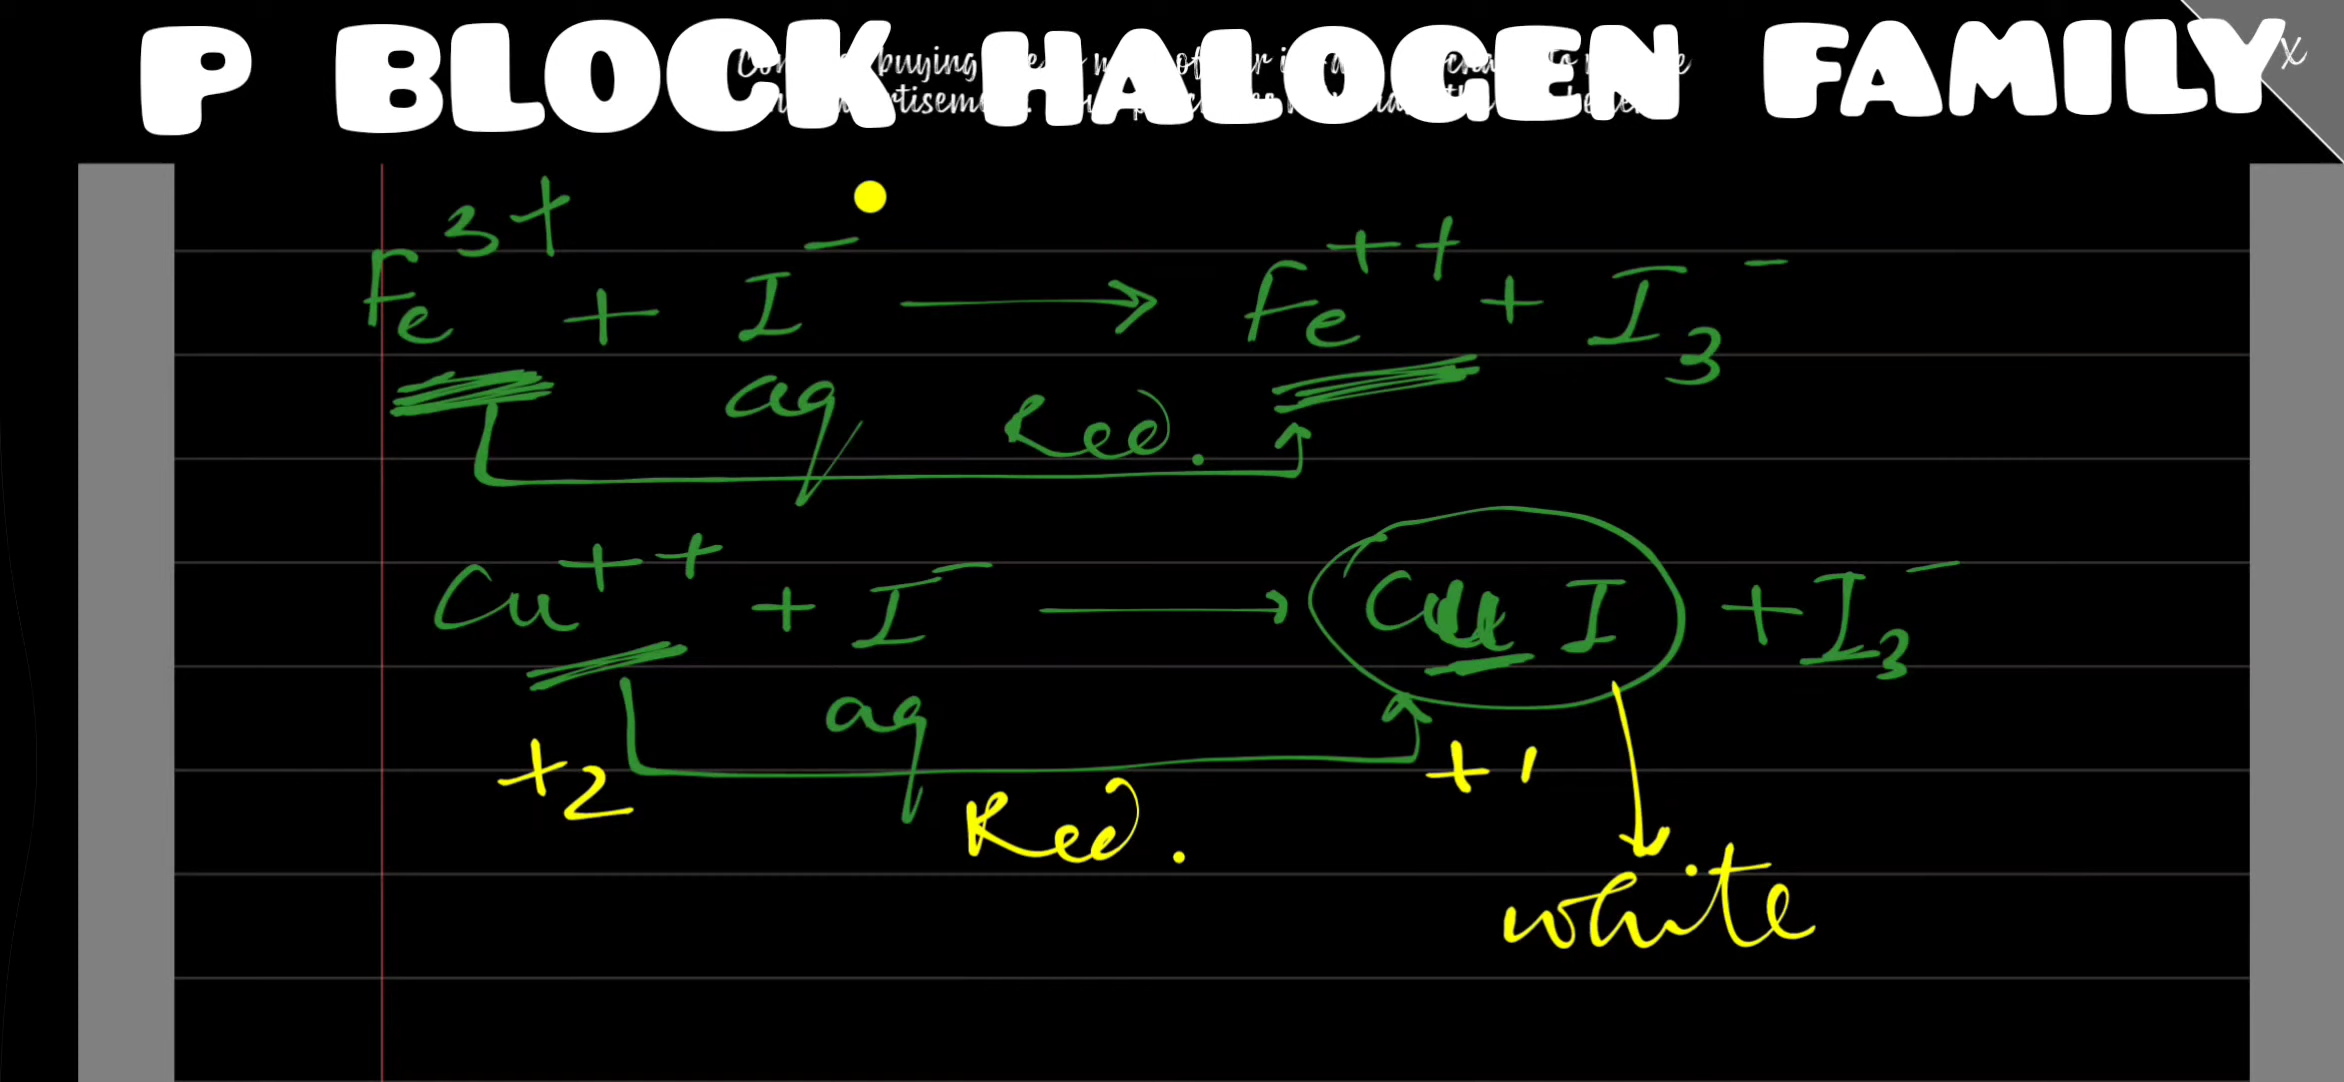 P BLOCK HALOGEN FAMILY
Fe³⁺ + I⁻ ⟶ Fe⁺⁺ + I₃⁻
aq Red.
Cu⁺⁺ + I⁻ ⟶ CuI + I₃⁻
aq
+2 Red. +1
white